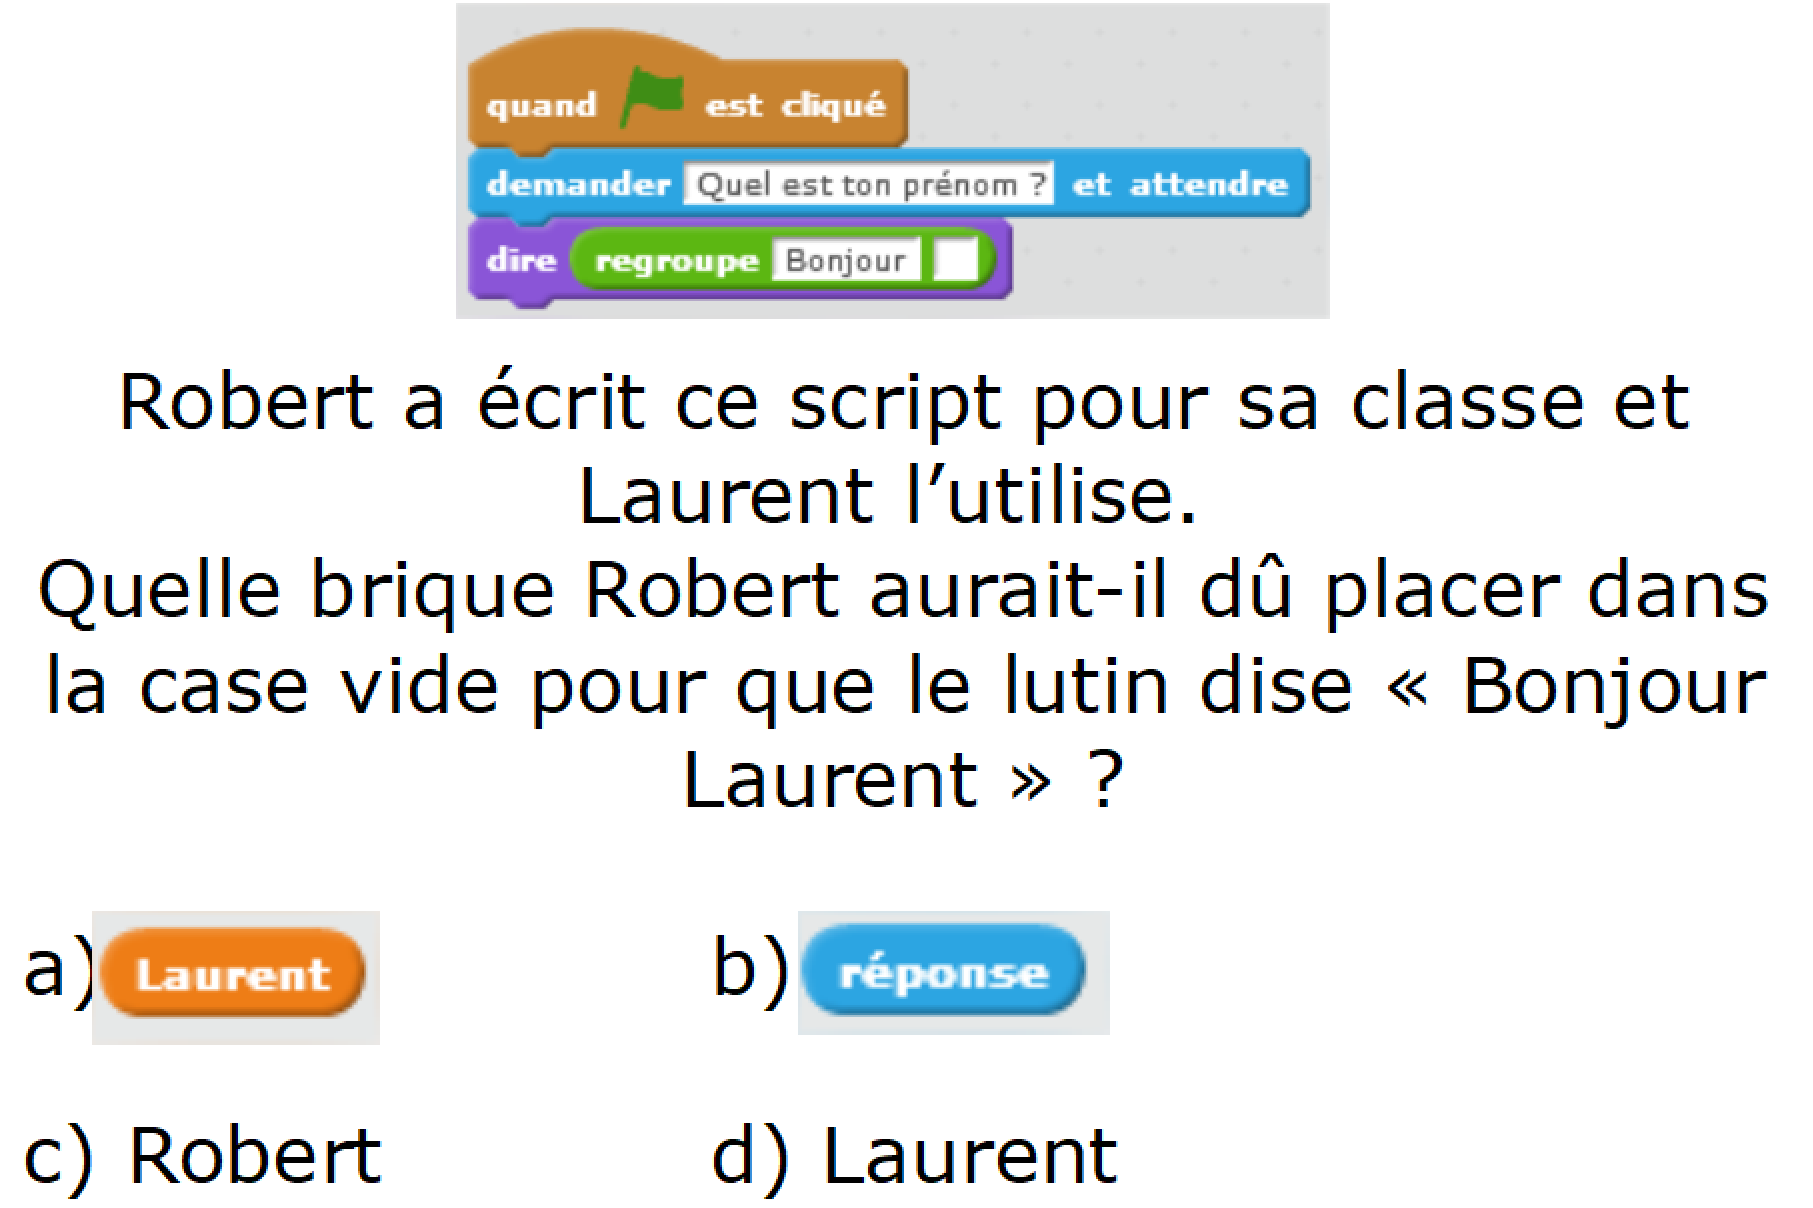 quand est cliqué
demander Quel est ton prénom ? et attendre
dire regroupe Bonjour
Robert a écrit ce script pour sa classe et
Laurent l’utilise.
Quelle brique Robert aurait-il dû placer dans
la case vide pour que le lutin dise « Bonjour
Laurent » ?
a) Laurent b) réponse
c) Robert d) Laurent